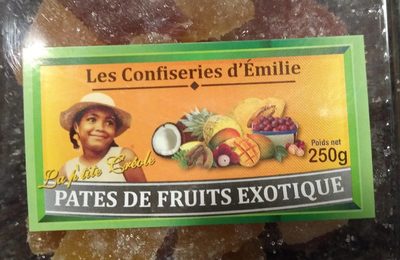 Les Confiseries d'Émilie
La p'tite Créole
Poids net
250g
PATES DE FRUITS EXOTIQUE